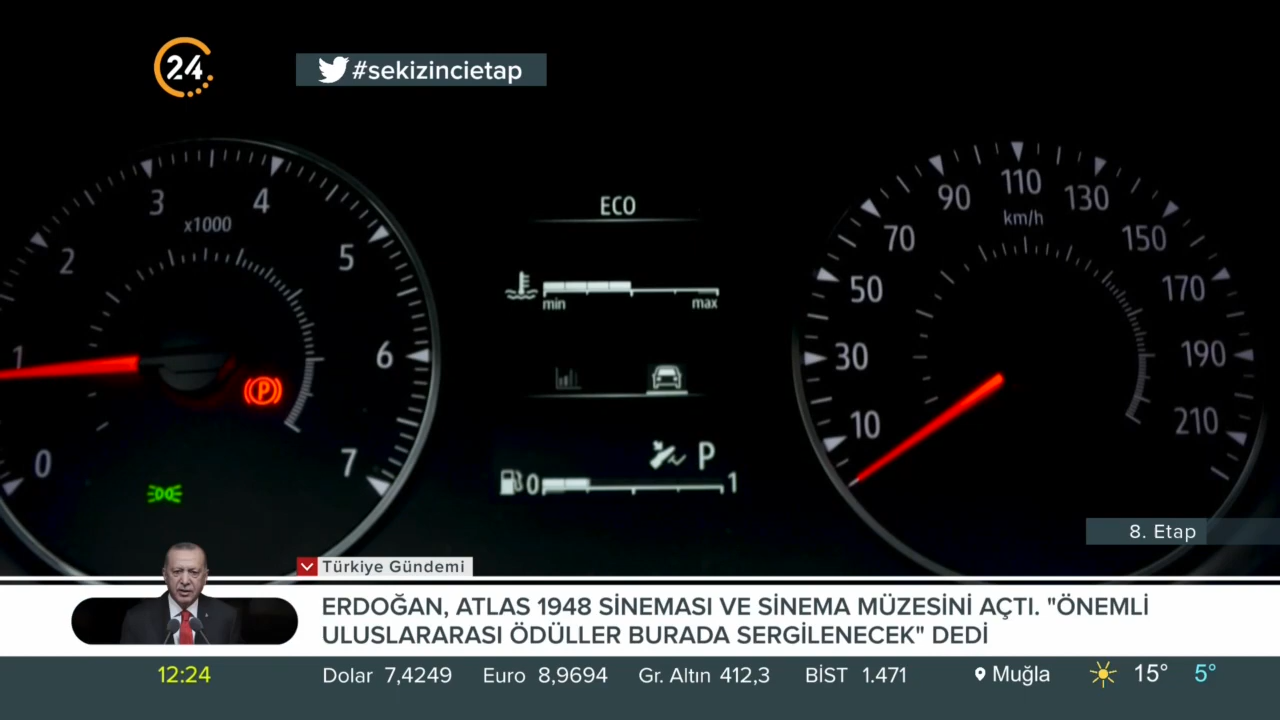 24
#sekizincietap
3 4
x1000
2 5
1 6
0 7
ECO
min max
P
0 1
P
90 110 130
km/h
70 150
50 170
30 190
10 210
8. Etap
Türkiye Gündemi
ERDOĞAN, ATLAS 1948 SİNEMASI VE SİNEMA MÜZESİNİ AÇTI. "ÖNEMLİ
ULUSLARARASI ÖDÜLLER BURADA SERGİLENECEK" DEDİ
12:24 Dolar 7,4249 Euro 8,9694 Gr. Altın 412,3 BİST 1.471 Muğla 15° 5°